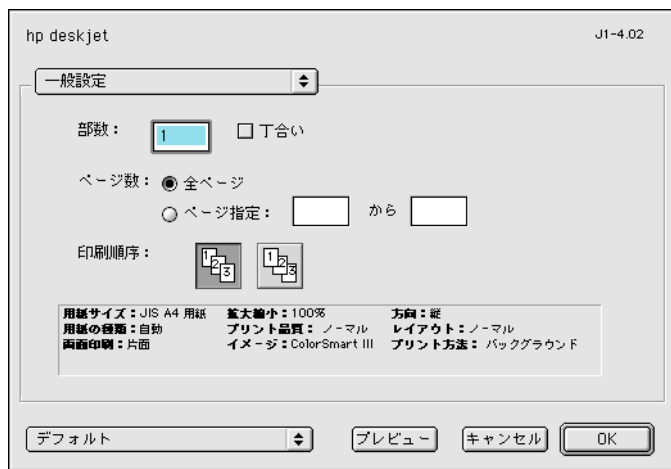 hp deskjet J1-4.02
一般設定
部数： 1 丁合い
ページ数： 全ページ
ページ指定： から
印刷順序： 1 2 3 1 2 3
用紙サイズ：JIS A4 用紙 拡大縮小：100% 方向：縦
用紙の種類：自動 プリント品質： ノーマル レイアウト：ノーマル
両面印刷：片面 イメージ：ColorSmart III プリント方法： バックグラウンド
デフォルト プレビュー キャンセル OK